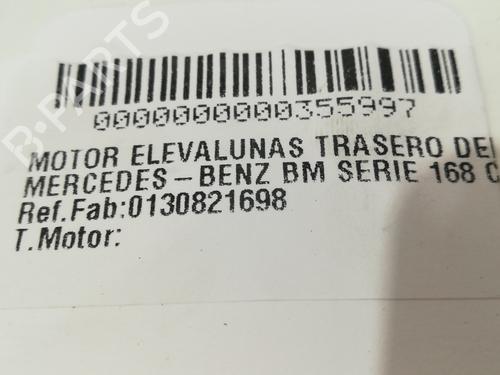 B-PARTS
0000000000355997
MOTOR ELEVALUNAS TRASERO DE
MERCEDES-BENZ BM SERIE 168 C
Ref.Fab:0130821698
T.Motor: